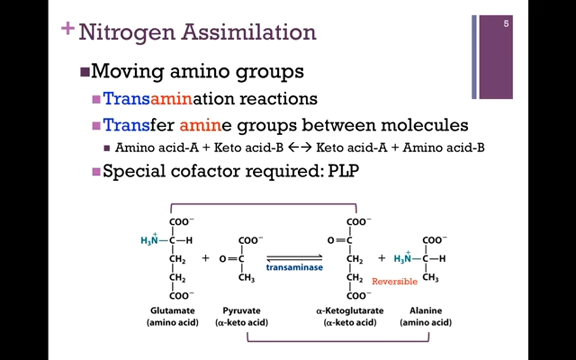 5
+ Nitrogen Assimilation
Moving amino groups
Transamination reactions
Transfer amine groups between molecules
Amino acid-A + Keto acid-B ←→ Keto acid-A + Amino acid-B
Special cofactor required: PLP
COO⁻ COO⁻
H₃N⁺—C—H COO⁻ O=C COO⁻
CH₂ + O=C transaminase CH₂ + H₃N⁺—C—H
CH₂ CH₃ CH₂ Reversible CH₃
COO⁻ COO⁻
Glutamate Pyruvate α-Ketoglutarate Alanine
(amino acid) (α-keto acid) (α-keto acid) (amino acid)